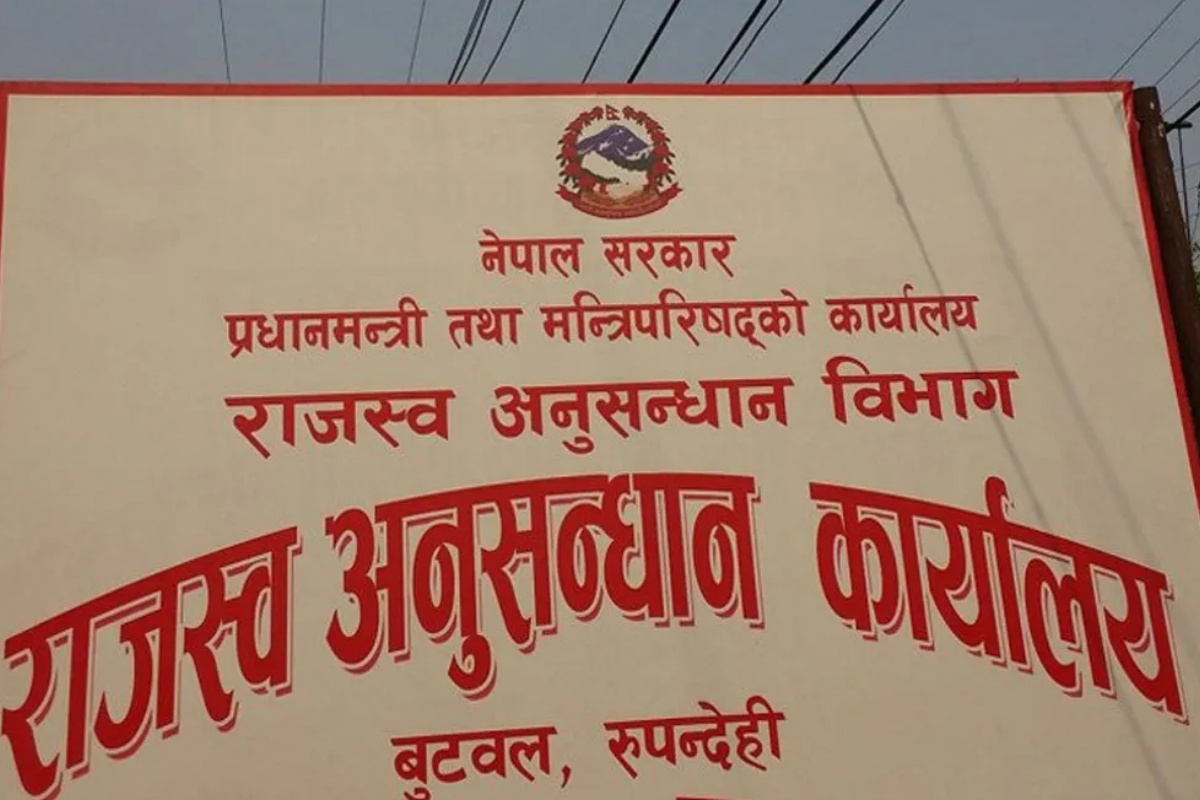 नेपाल सरकार
प्रधानमन्त्री तथा मन्त्रिपरिषद्को कार्यालय
राजस्व अनुसन्धान विभाग
राजस्व अनुसन्धान कार्यालय
बुटवल, रुपन्देही